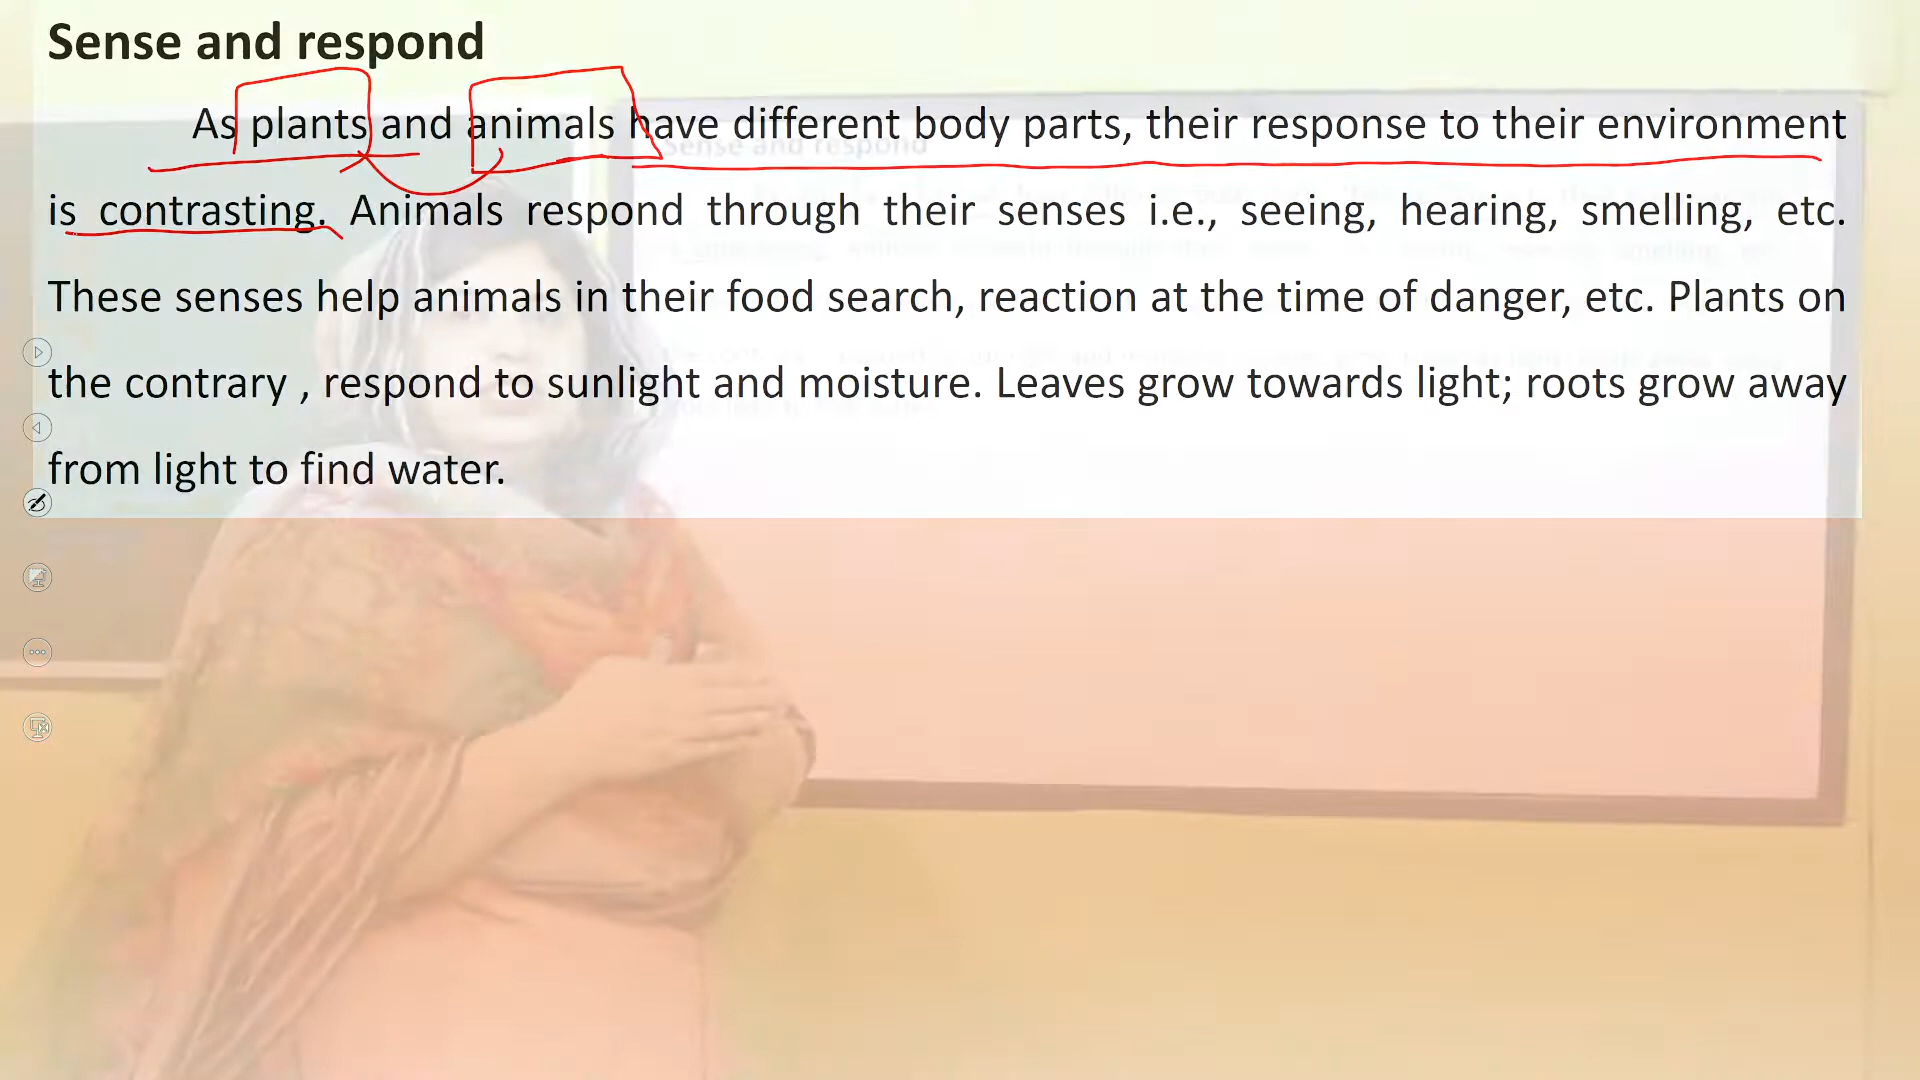 Sense and respond
As plants and animals have different body parts, their response to their environment
is contrasting. Animals respond through their senses i.e., seeing, hearing, smelling, etc.
These senses help animals in their food search, reaction at the time of danger, etc. Plants on
the contrary , respond to sunlight and moisture. Leaves grow towards light; roots grow away
from light to find water.
Sense and respond